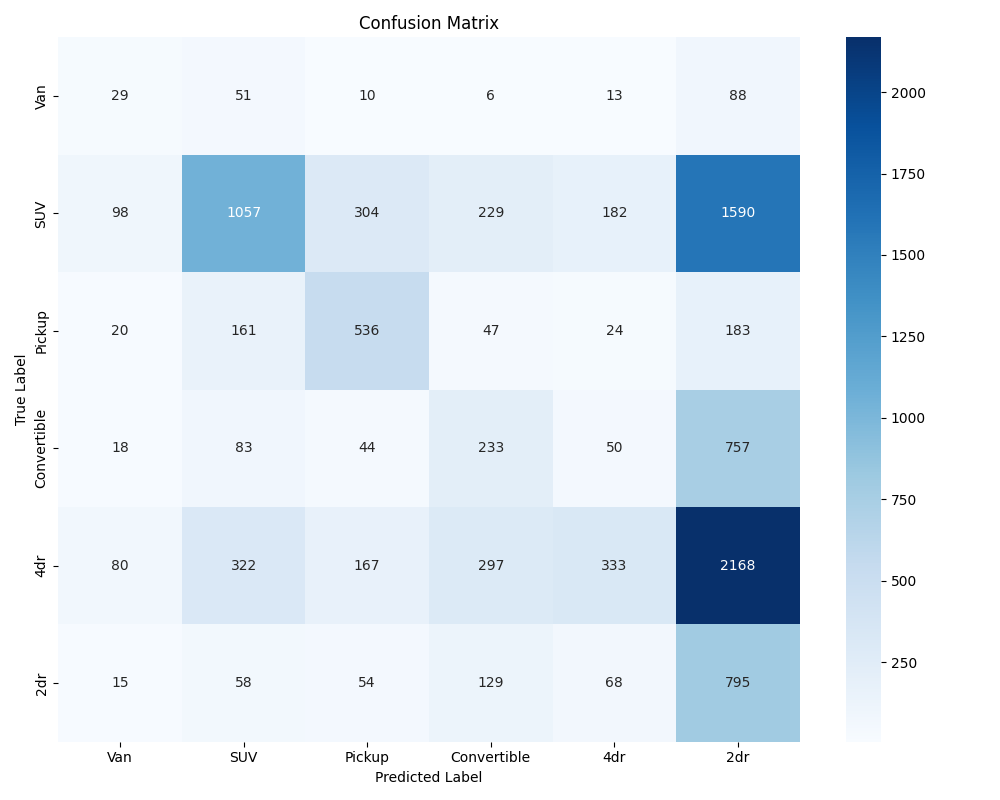 Confusion Matrix
Van 29 51 10 6 13 88
SUV 98 1057 304 229 182 1590
Pickup 20 161 536 47 24 183
Convertible 18 83 44 233 50 757
4dr 80 322 167 297 333 2168
2dr 15 58 54 129 68 795
True Label
Van SUV Pickup Convertible 4dr 2dr
Predicted Label
2000
1750
1500
1250
1000
750
500
250